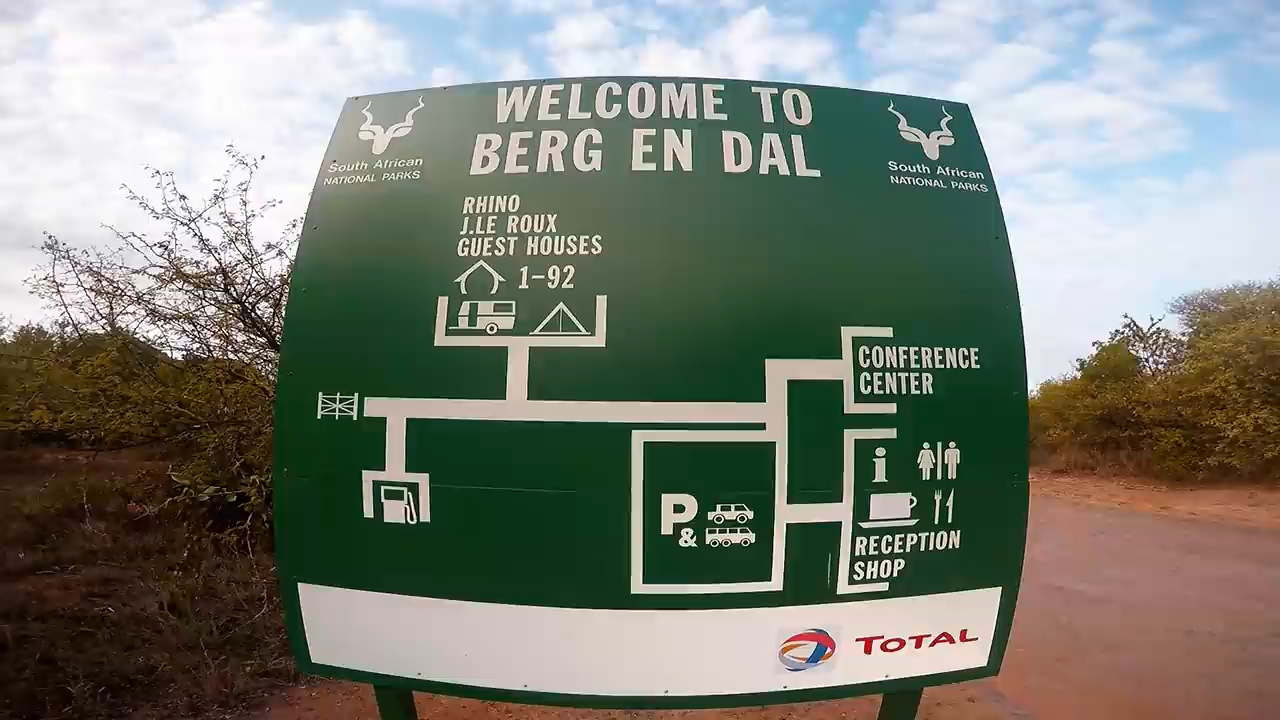 WELCOME TO
BERG EN DAL
South African
NATIONAL PARKS
South African
NATIONAL PARKS
RHINO
J.LE ROUX
GUEST HOUSES
1-92
CONFERENCE
CENTER
i
P
&
RECEPTION
SHOP
TOTAL